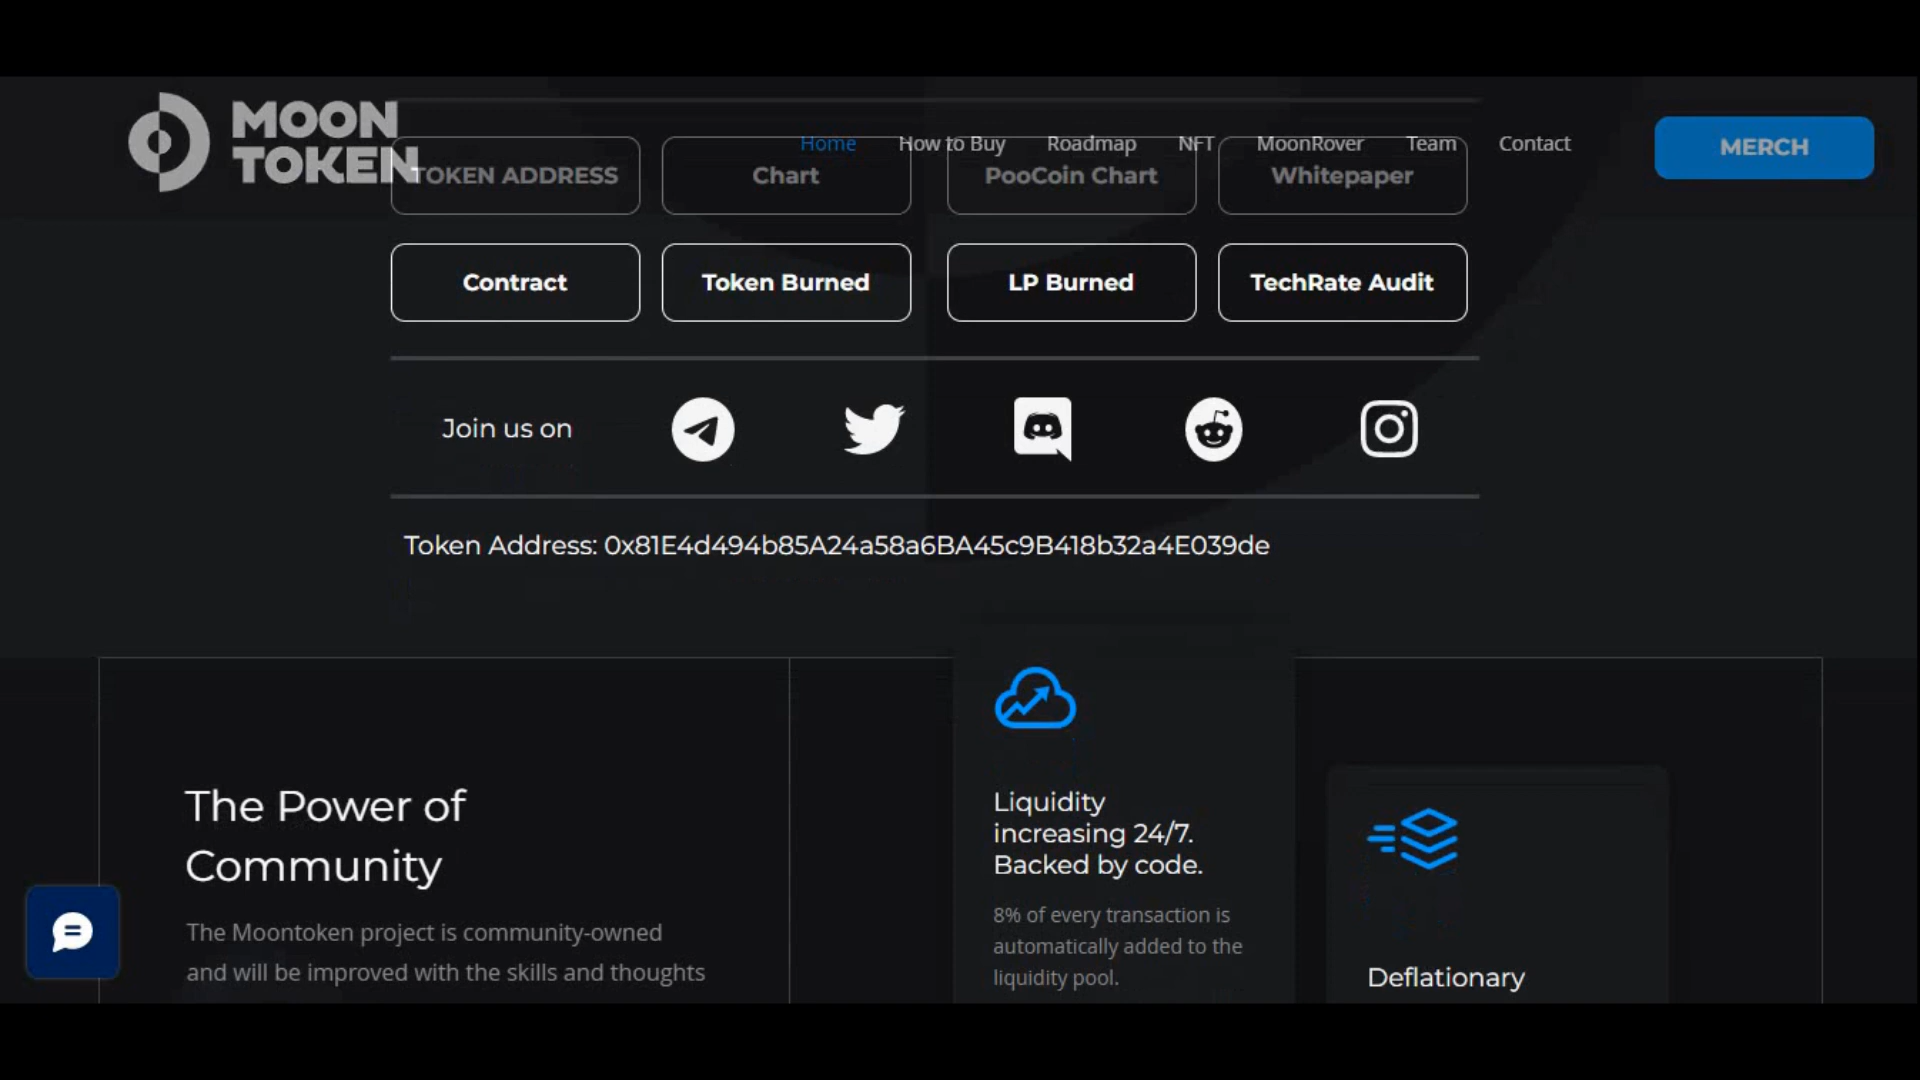 MOON
TOKEN
Home
How to Buy
Roadmap
NFT
MoonRover
Team
Contact
MERCH
TOKEN ADDRESS
Chart
PooCoin Chart
Whitepaper
Contract
Token Burned
LP Burned
TechRate Audit
Join us on
Token Address: 0x81E4d494b85A24a58a6BA45c9B418b32a4E039de
The Power of
Community
The Moontoken project is community-owned
and will be improved with the skills and thoughts
Liquidity
increasing 24/7.
Backed by code.
8% of every transaction is
automatically added to the
liquidity pool.
Deflationary